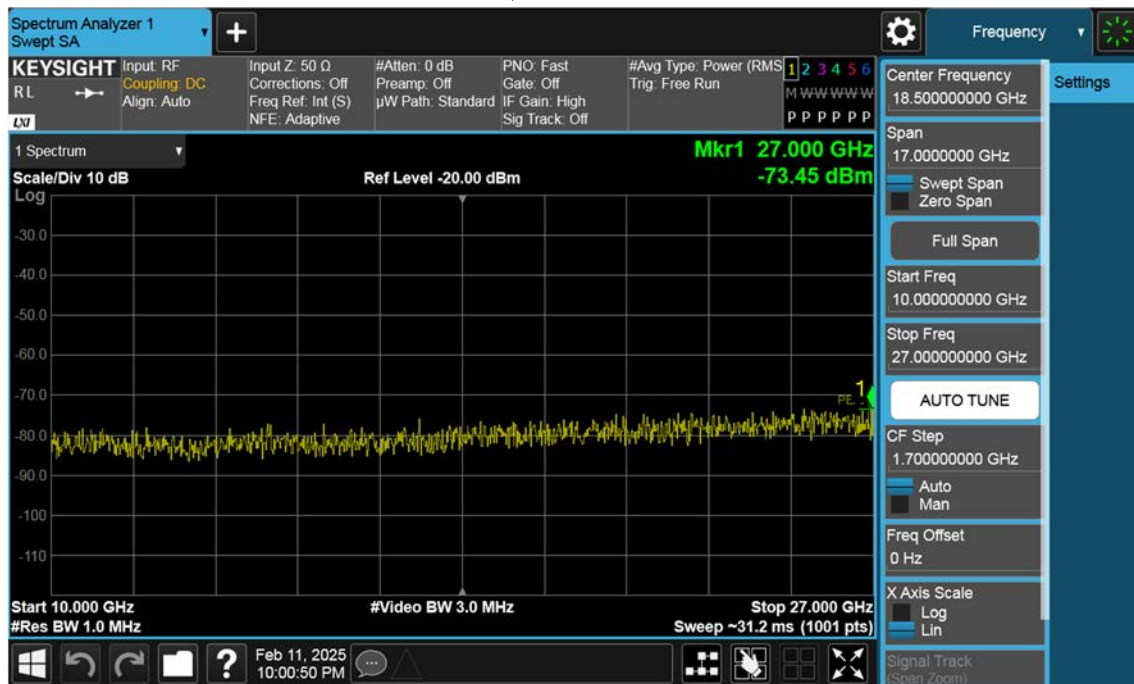 Spectrum Analyzer 1
Swept SA
+
Frequency
KEYSIGHT
RL
LXI
Input: RF
Coupling: DC
Align: Auto
Input Z: 50 Ω
Corrections: Off
Freq Ref: Int (S)
NFE: Adaptive
#Atten: 0 dB
Preamp: Off
µW Path: Standard
PNO: Fast
Gate: Off
IF Gain: High
Sig Track: Off
#Avg Type: Power (RMS
Trig: Free Run
1 2 3 4 5 6
M W W W W W
P P P P P P
1 Spectrum
Scale/Div 10 dB
Ref Level -20.00 dBm
Mkr1 27.000 GHz
-73.45 dBm
Log
-30.0
-40.0
-50.0
-60.0
-70.0
-80.0
-90.0
-100
-110
1
Start 10.000 GHz
#Res BW 1.0 MHz
#Video BW 3.0 MHz
Stop 27.000 GHz
Sweep ~31.2 ms (1001 pts)
Feb 11, 2025
10:00:50 PM
?
Center Frequency
18.500000000 GHz
Span
17.0000000 GHz
Swept Span
Zero Span
Full Span
Start Freq
10.000000000 GHz
Stop Freq
27.000000000 GHz
AUTO TUNE
CF Step
1.700000000 GHz
Auto
Man
Freq Offset
0 Hz
X Axis Scale
Log
Lin
Signal Track
(Span Zoom)
Settings